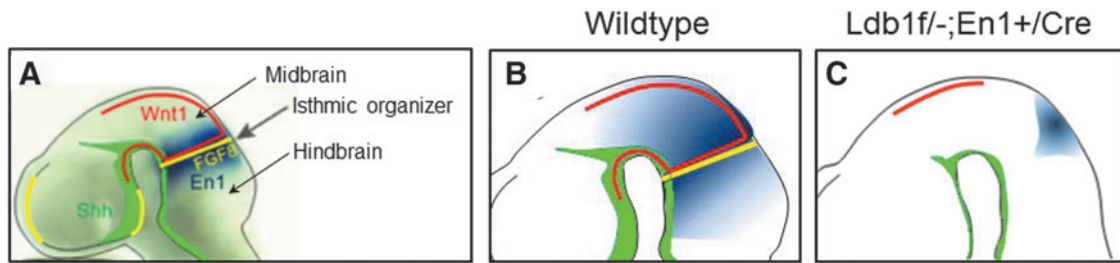 Wildtype
Ldb1f/-;En1+/Cre
A
Midbrain
Wnt1
Isthmic organizer
FGF8
Hindbrain
En1
Shh
B
C